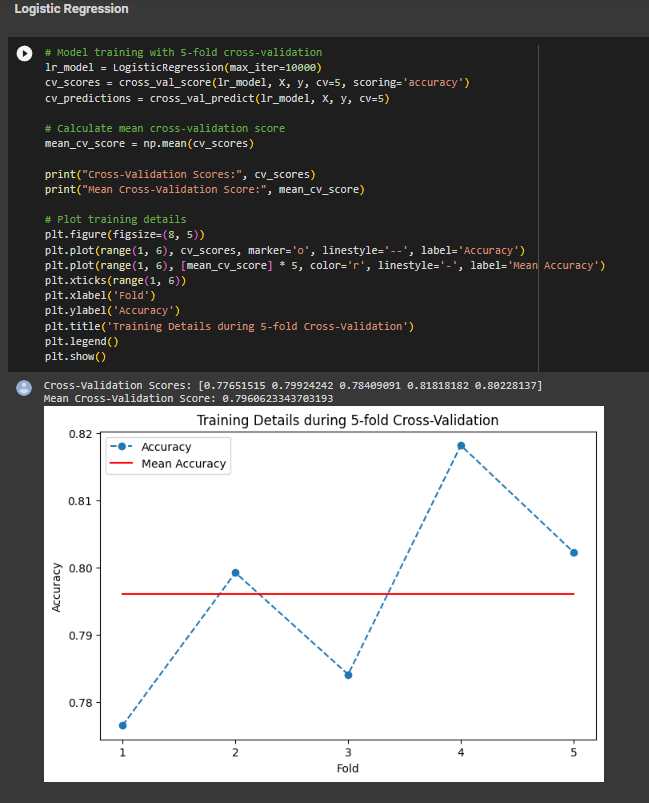 Logistic Regression
# Model training with 5-fold cross-validation
lr_model = LogisticRegression(max_iter=10000)
cv_scores = cross_val_score(lr_model, X, y, cv=5, scoring='accuracy')
cv_predictions = cross_val_predict(lr_model, X, y, cv=5)
# Calculate mean cross-validation score
mean_cv_score = np.mean(cv_scores)
print("Cross-Validation Scores:", cv_scores)
print("Mean Cross-Validation Score:", mean_cv_score)
# Plot training details
plt.figure(figsize=(8, 5))
plt.plot(range(1, 6), cv_scores, marker='o', linestyle='--', label='Accuracy')
plt.plot(range(1, 6), [mean_cv_score] * 5, color='r', linestyle='-', label='Mean Accuracy')
plt.xticks(range(1, 6))
plt.xlabel('Fold')
plt.ylabel('Accuracy')
plt.title('Training Details during 5-fold Cross-Validation')
plt.legend()
plt.show()
Cross-Validation Scores: [0.77651515 0.79924242 0.78409091 0.81818182 0.80228137]
Mean Cross-Validation Score: 0.7960623343703193
Training Details during 5-fold Cross-Validation
Accuracy
Mean Accuracy
0.82
0.81
0.80
0.79
0.78
Accuracy
1 2 3 4 5
Fold